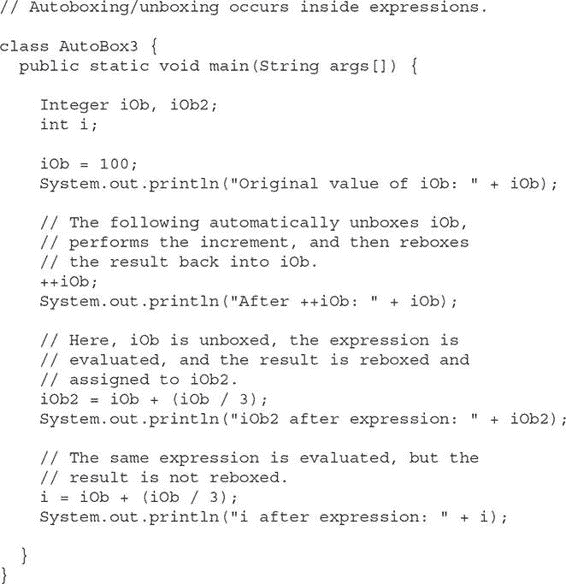 // Autoboxing/unboxing occurs inside expressions.
class AutoBox3 {
public static void main(String args[]) {
Integer iOb, iOb2;
int i;
iOb = 100;
System.out.println("Original value of iOb: " + iOb);
// The following automatically unboxes iOb,
// performs the increment, and then reboxes
// the result back into iOb.
++iOb;
System.out.println("After ++iOb: " + iOb);
// Here, iOb is unboxed, the expression is
// evaluated, and the result is reboxed and
// assigned to iOb2.
iOb2 = iOb + (iOb / 3);
System.out.println("iOb2 after expression: " + iOb2);
// The same expression is evaluated, but the
// result is not reboxed.
i = iOb + (iOb / 3);
System.out.println("i after expression: " + i);
}
}